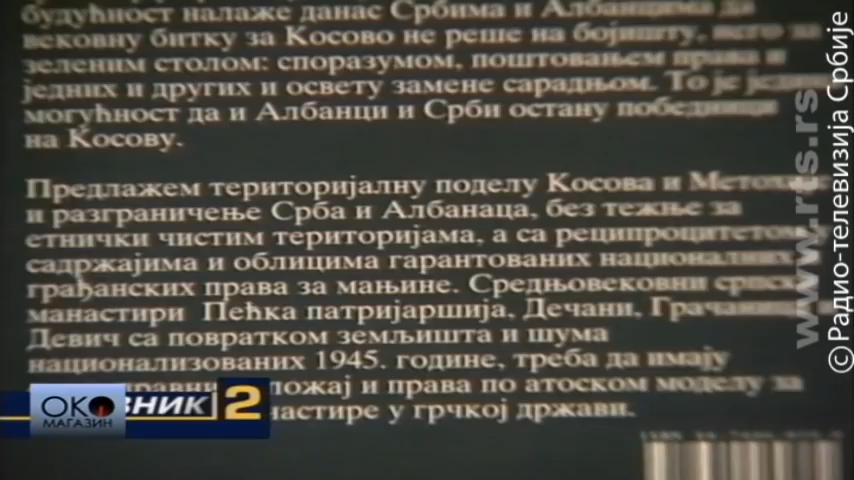 будућност налаже данас Србима и Албанцима да
вековну битку за Косово не реше на бојишту, него за
зеленим столом: споразумом, поштовањем права и
једних и других и освету замене сарадњом. То је једина
могућност да и Албанци и Срби остану победници
на Косову.
Предлажем територијалну поделу Косова и Метохије
и разграничење Срба и Албанаца, без тежње за
етнички чистим територијама, а са реципроцитетом у
садржајима и облицима гарантованих националних
грађанских права за мањине. Средњовековни српски
манастири Пећка патријаршија, Дечани, Грачаница
Девич са повратком земљишта и шума
национализованих 1945. године, треба да имају
и права по атоском моделу за
у грчкој држави.
ОКО
МАГАЗИН
ВНИК 2
www.rts.rs
© Радио-телевизија Србије